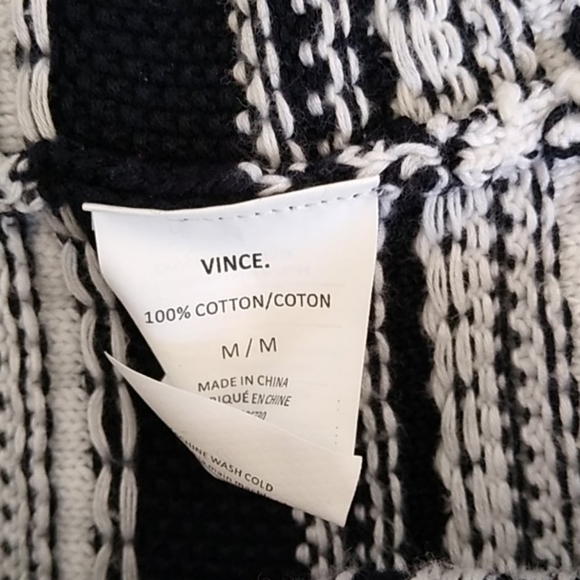 VINCE.
100% COTTON/COTON
M / M
MADE IN CHINA
EN CHINE
WASH COLD